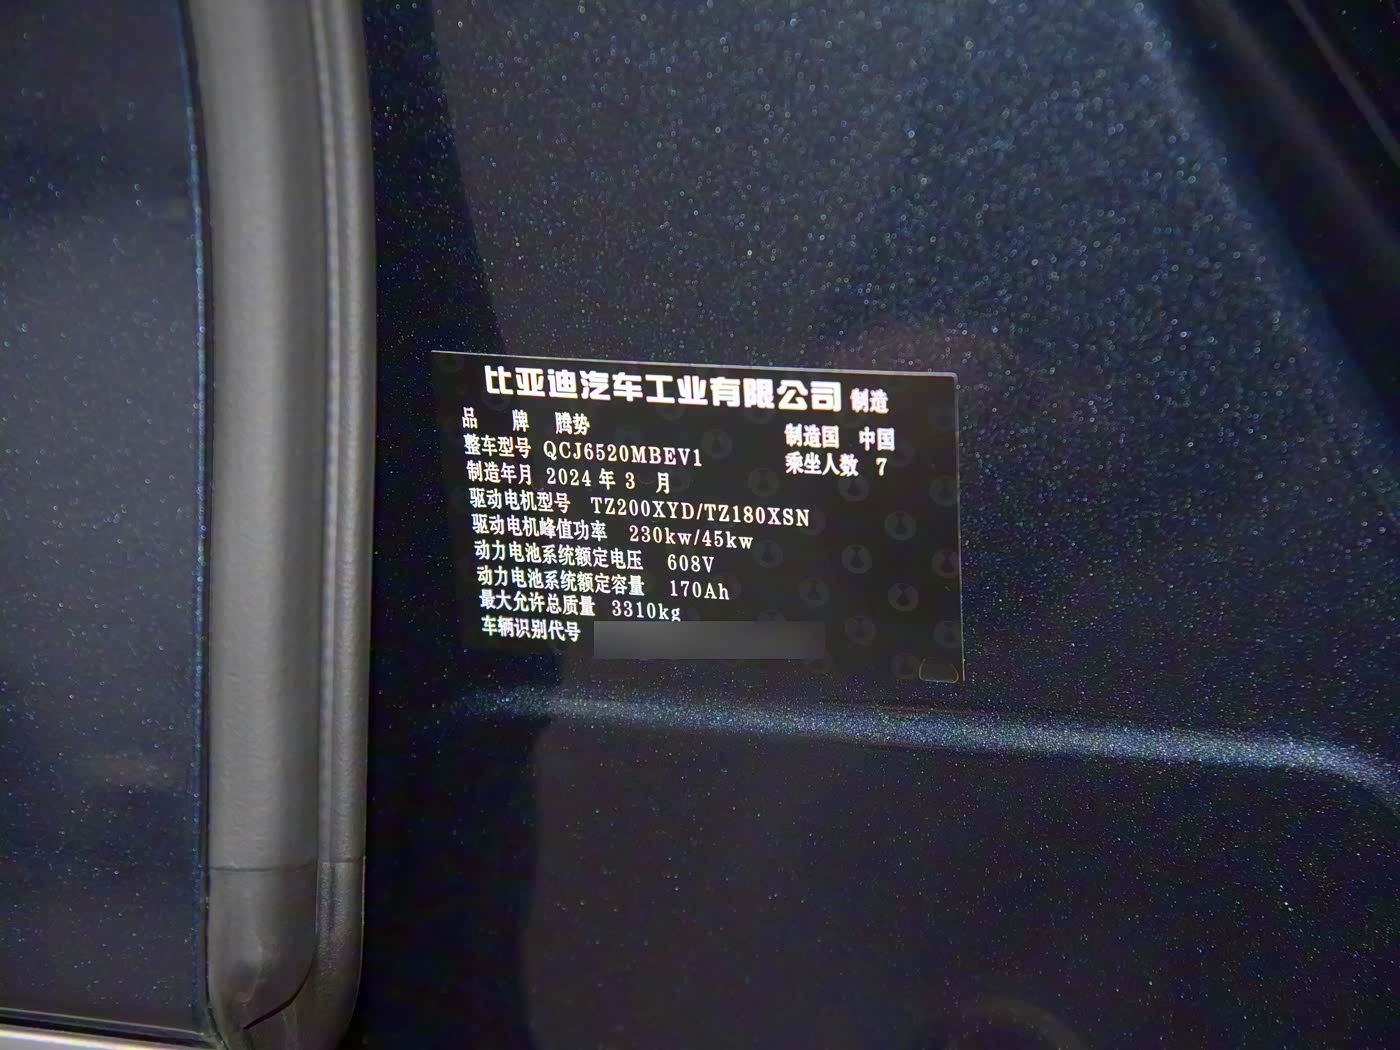 比亚迪汽车工业有限公司 制造
品 牌 腾势
制造国 中国
整车型号 QCJ6520MBEV1
乘坐人数 7
制造年月 2024 年 3 月
驱动电机型号 TZ200XYD/TZ180XSN
驱动电机峰值功率 230kw/45kw
动力电池系统额定电压 608V
动力电池系统额定容量 170Ah
最大允许总质量 3310kg
车辆识别代号